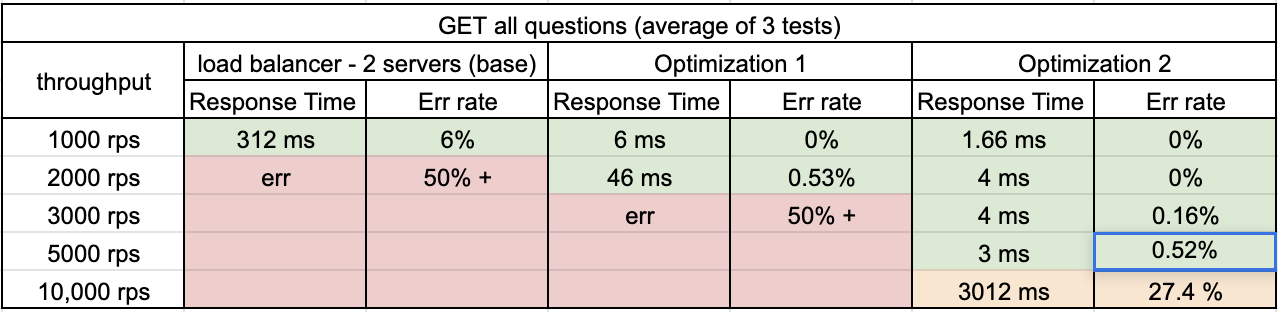 GET all questions (average of 3 tests)
throughput load balancer - 2 servers (base) Optimization 1 Optimization 2
Response Time Err rate Response Time Err rate Response Time Err rate
1000 rps 312 ms 6% 6 ms 0% 1.66 ms 0%
2000 rps err 50% + 46 ms 0.53% 4 ms 0%
3000 rps err 50% + 4 ms 0.16%
5000 rps 3 ms 0.52%
10,000 rps 3012 ms 27.4 %